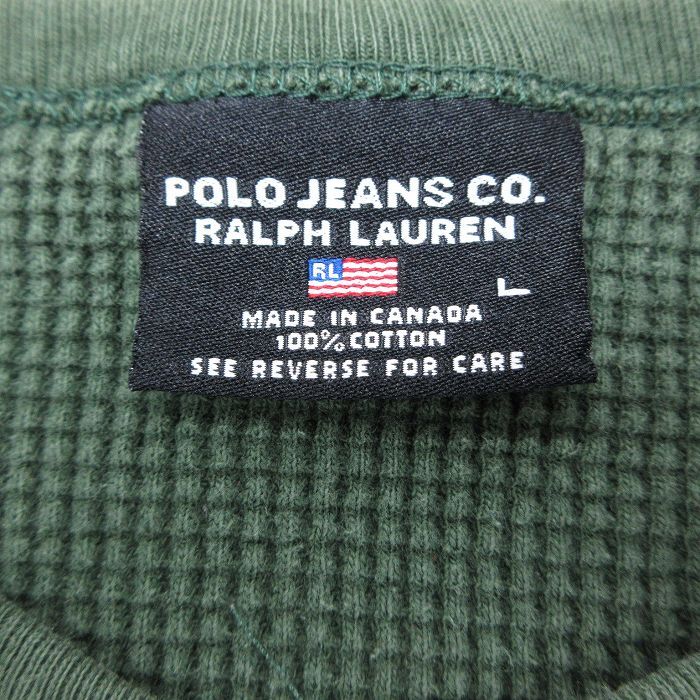 POLO JEANS CO.
RALPH LAUREN
RL
L
MADE IN CANADA
100% COTTON
SEE REVERSE FOR CARE